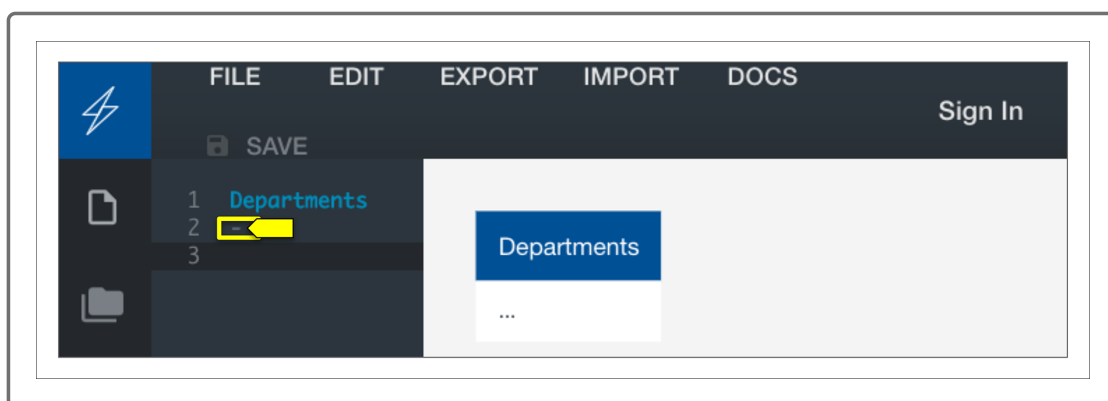 FILE EDIT EXPORT IMPORT DOCS
Sign In
SAVE
1 Departments
2 -
3
Departments
...